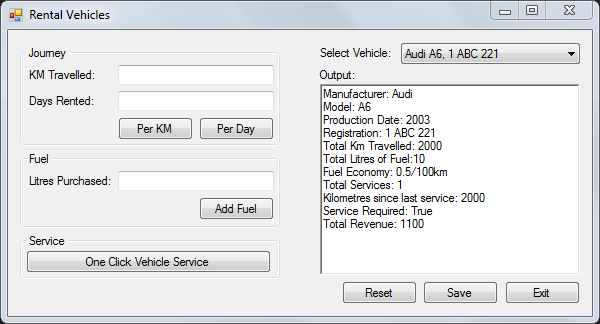 Rental Vehicles
Journey
KM Travelled:
Days Rented:
Per KM
Per Day
Fuel
Litres Purchased:
Add Fuel
Service
One Click Vehicle Service
Select Vehicle:
Audi A6, 1 ABC 221
Output:
Manufacturer: Audi
Model: A6
Production Date: 2003
Registration: 1 ABC 221
Total Km Travelled: 2000
Total Litres of Fuel:10
Fuel Economy: 0.5/100km
Total Services: 1
Kilometres since last service: 2000
Service Required: True
Total Revenue: 1100
Reset
Save
Exit